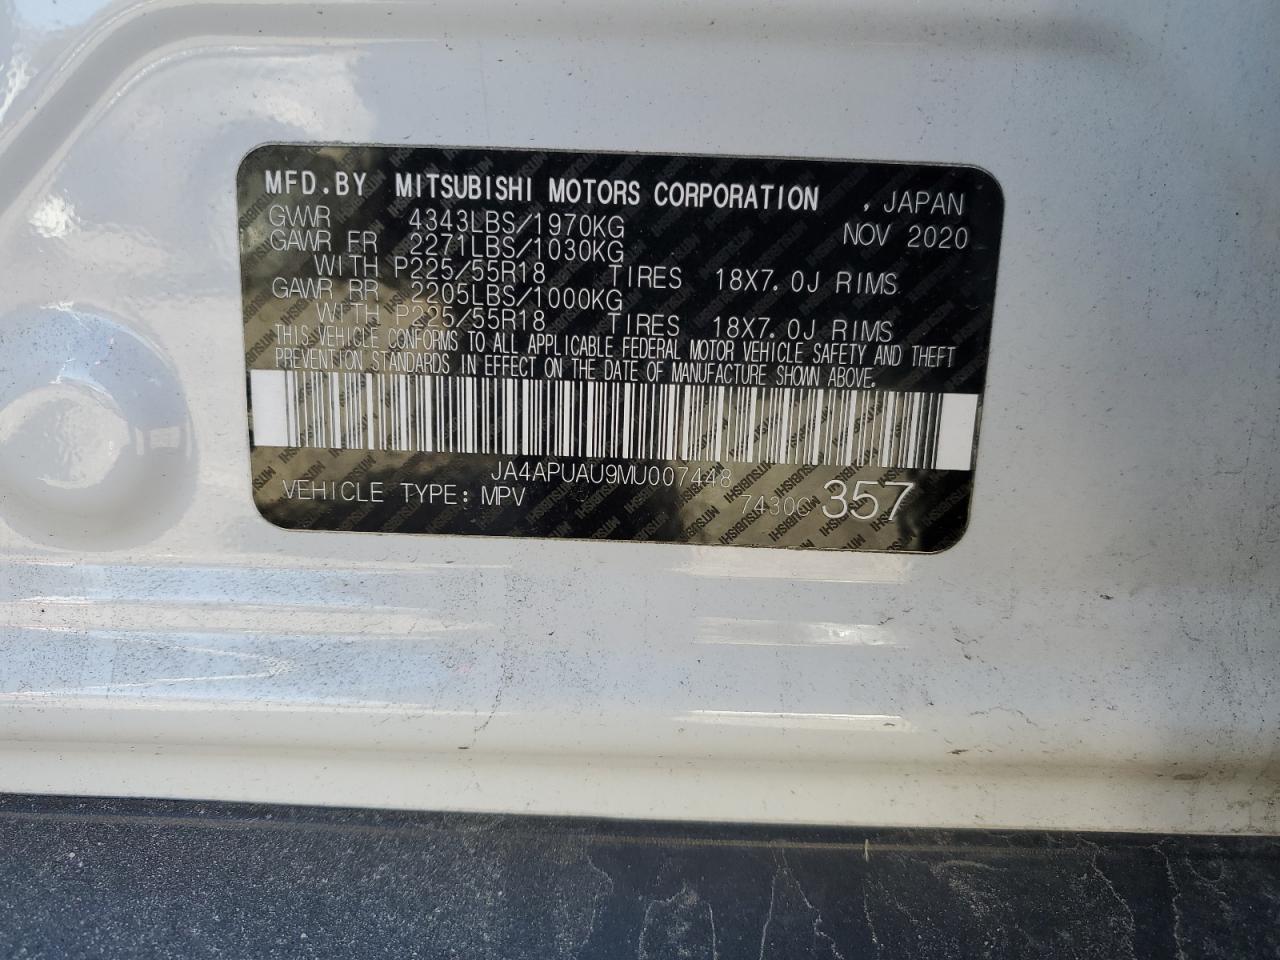 MFD.BY MITSUBISHI MOTORS CORPORATION , JAPAN
GVWR 4343LBS/1970KG NOV 2020
GAWR FR 2271LBS/1030KG
WITH P225/55R18 TIRES 18X7.0J RIMS
GAWR RR 2205LBS/1000KG
WITH P225/55R18 TIRES 18X7.0J RIMS
THIS VEHICLE CONFORMS TO ALL APPLICABLE FEDERAL MOTOR VEHICLE SAFETY AND THEFT
PREVENTION STANDARDS IN EFFECT ON THE DATE OF MANUFACTURE SHOWN ABOVE.
JA4APUAU9MU007448
VEHICLE TYPE: MPV 357